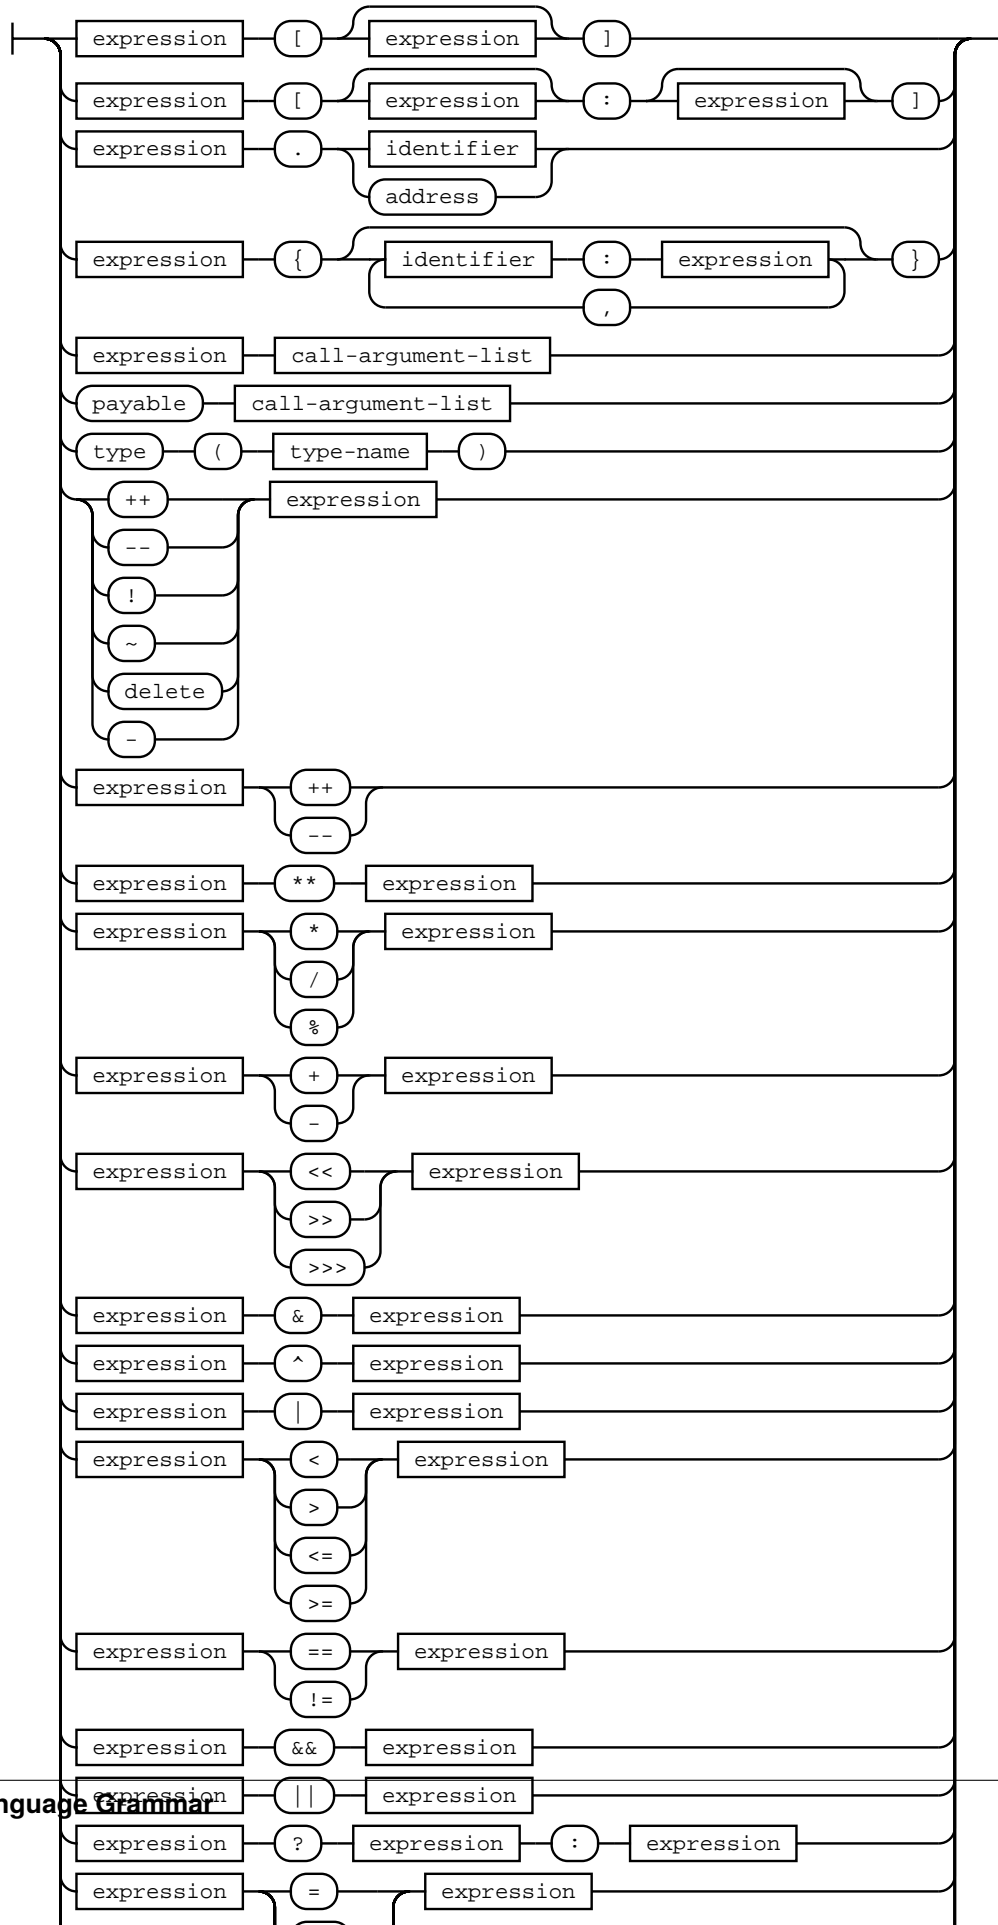 expression [ expression ]
expression [ expression : expression ]
expression . identifier
address
expression { identifier : expression }
,
expression call-argument-list
payable call-argument-list
type ( type-name )
++ expression
--
!
~
delete
-
expression ++
--
expression ** expression
expression * expression
/
%
expression + expression
-
expression << expression
>>
>>>
expression & expression
expression ^ expression
expression | expression
expression < expression
>
<=
>=
expression == expression
!=
expression && expression
expression || expression
nguage Grammar
expression ? expression : expression
expression = expression